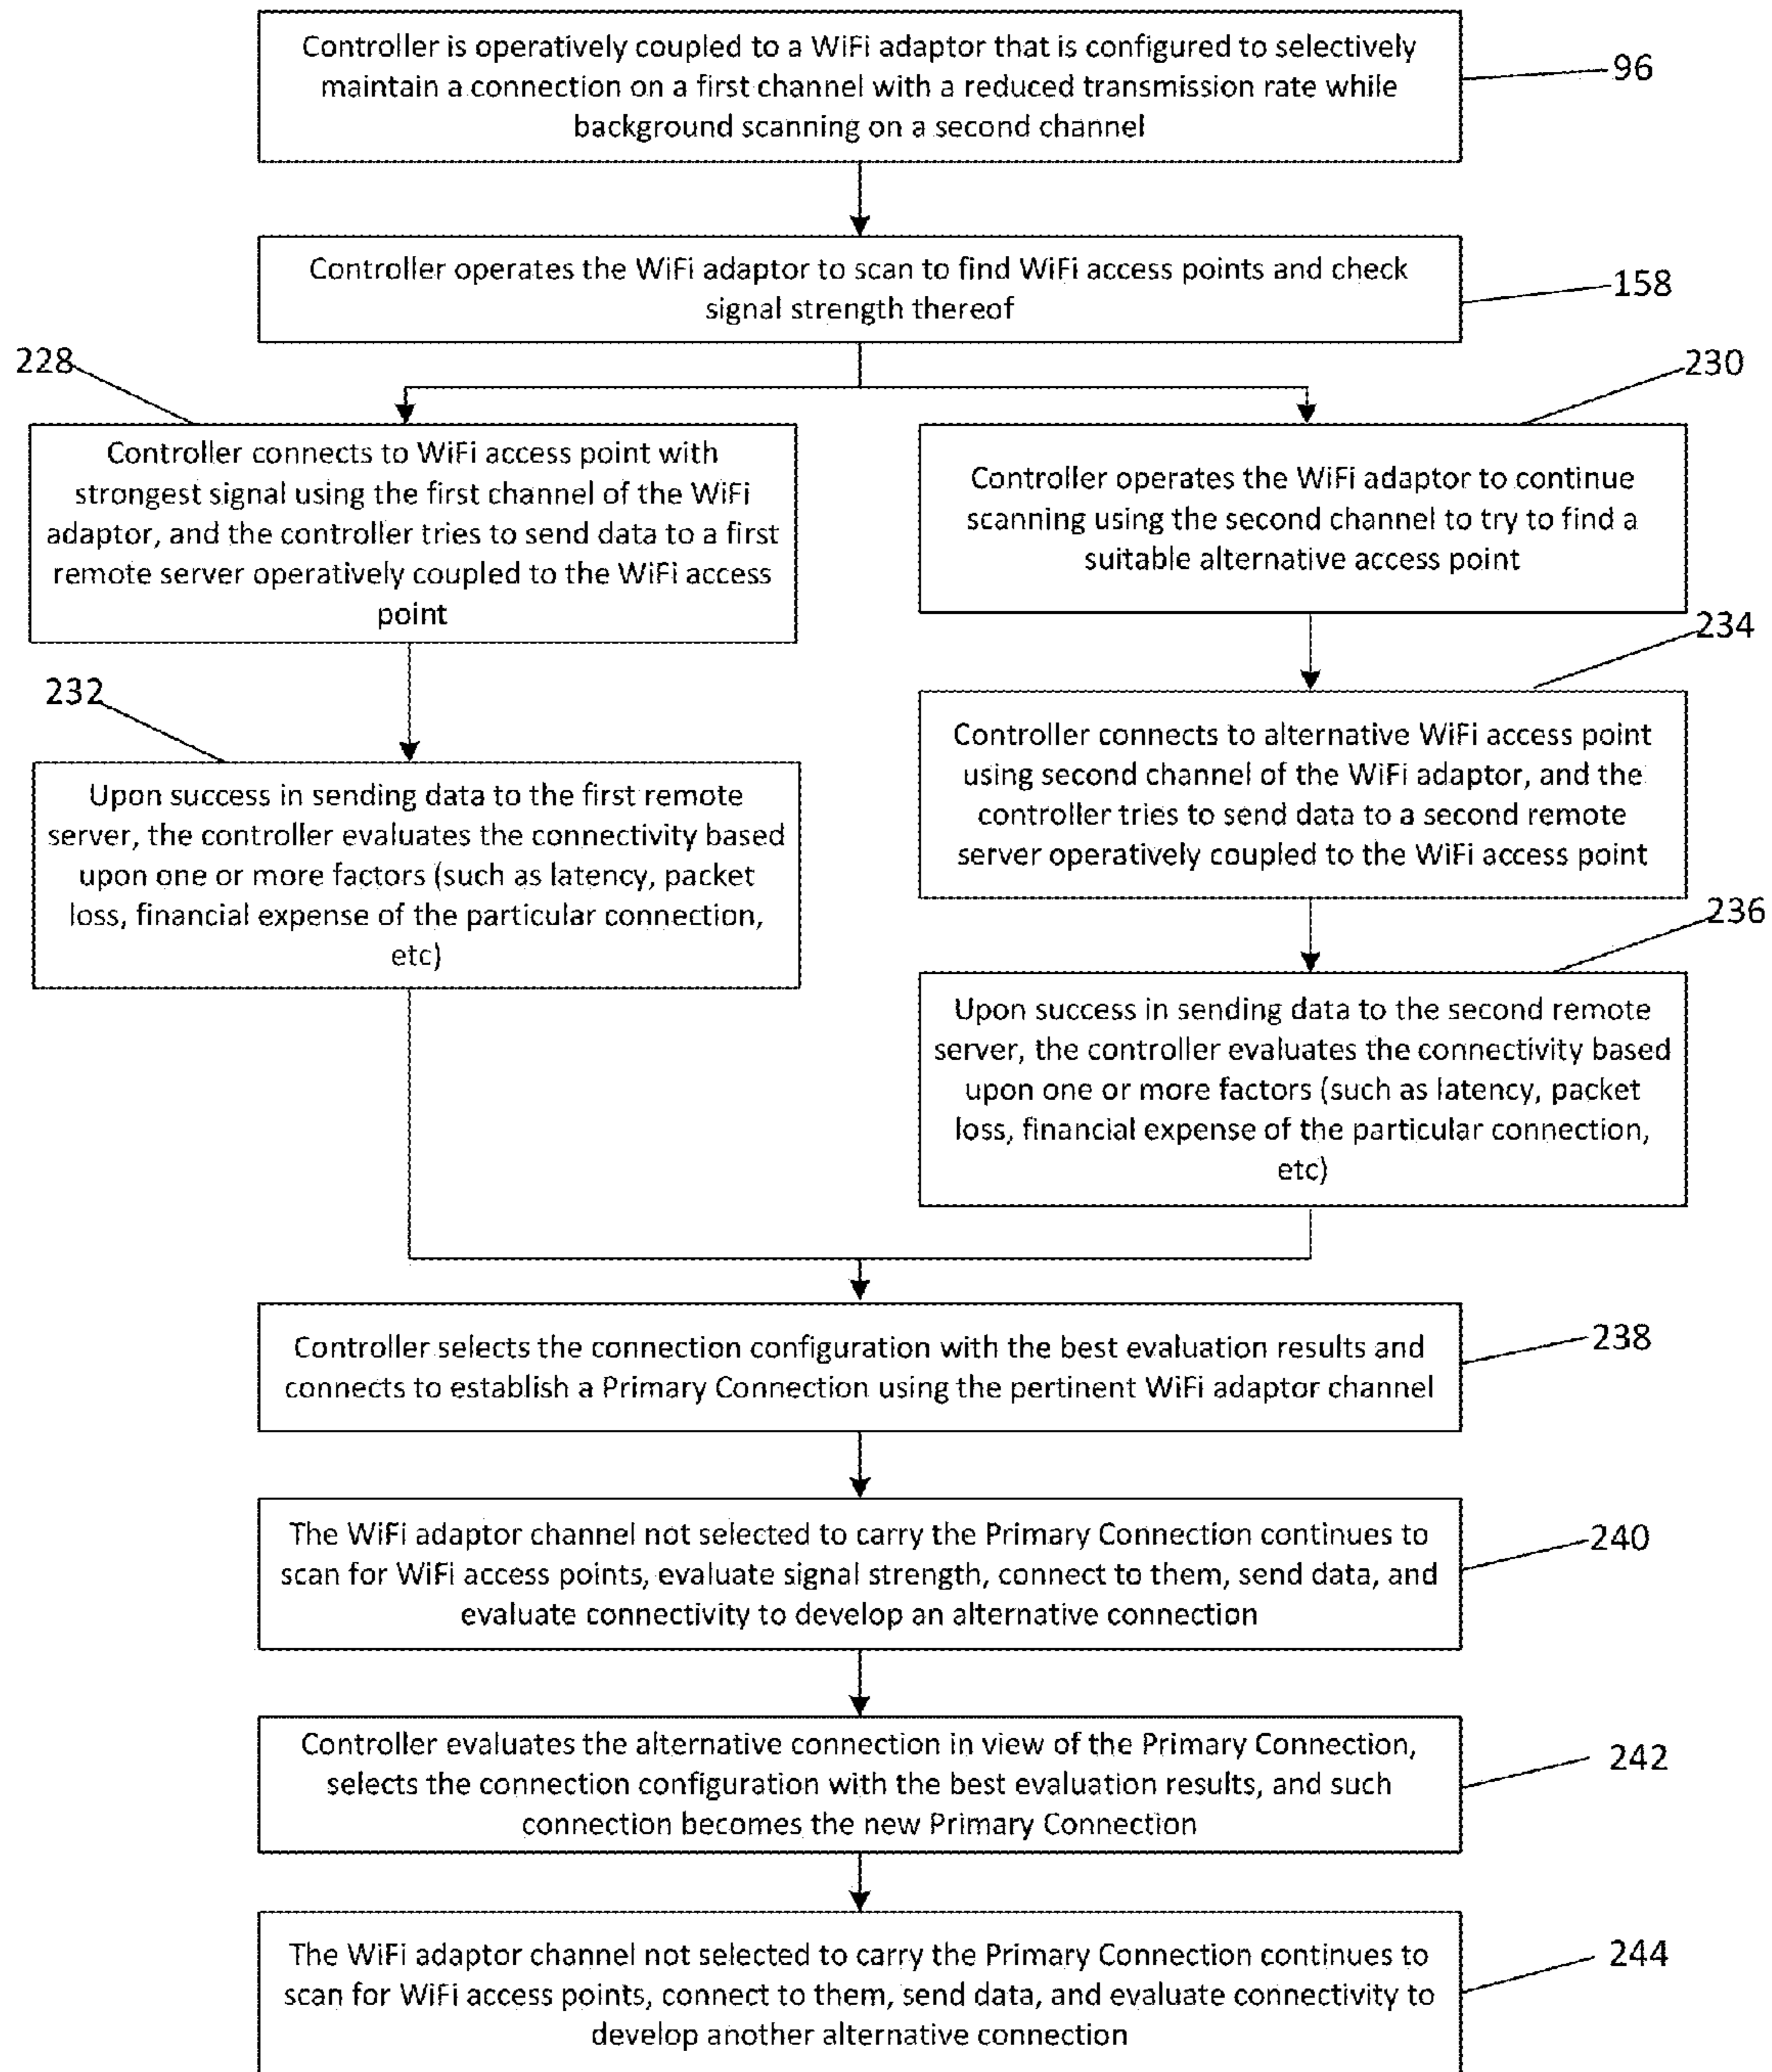 Controller is operatively coupled to a WiFi adaptor that is configured to selectively
maintain a connection on a first channel with a reduced transmission rate while
background scanning on a second channel
96
Controller operates the WiFi adaptor to scan to find WiFi access points and check
signal strength thereof
158
228
230
Controller connects to WiFi access point with
strongest signal using the first channel of the WiFi
adaptor, and the controller tries to send data to a first
remote server operatively coupled to the WiFi access
point
Controller operates the WiFi adaptor to continue
scanning using the second channel to try to find a
suitable alternative access point
232
234
Upon success in sending data to the first remote
server, the controller evaluates the connectivity based
upon one or more factors (such as latency, packet
loss, financial expense of the particular connection,
etc)
Controller connects to alternative WiFi access point
using second channel of the WiFi adaptor, and the
controller tries to send data to a second remote
server operatively coupled to the WiFi access point
236
Upon success in sending data to the second remote
server, the controller evaluates the connectivity based
upon one or more factors (such as latency, packet
loss, financial expense of the particular connection,
etc)
Controller selects the connection configuration with the best evaluation results and
connects to establish a Primary Connection using the pertinent WiFi adaptor channel
238
The WiFi adaptor channel not selected to carry the Primary Connection continues to
scan for WiFi access points, evaluate signal strength, connect to them, send data, and
evaluate connectivity to develop an alternative connection
240
Controller evaluates the alternative connection in view of the Primary Connection,
selects the connection configuration with the best evaluation results, and such
connection becomes the new Primary Connection
242
The WiFi adaptor channel not selected to carry the Primary Connection continues to
scan for WiFi access points, connect to them, send data, and evaluate connectivity to
develop another alternative connection
244